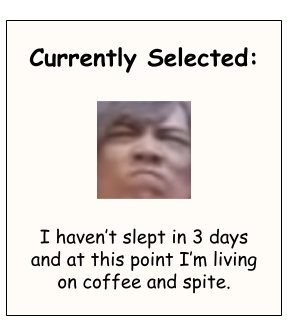 Currently Selected:
I haven't slept in 3 days
and at this point I'm living
on coffee and spite.